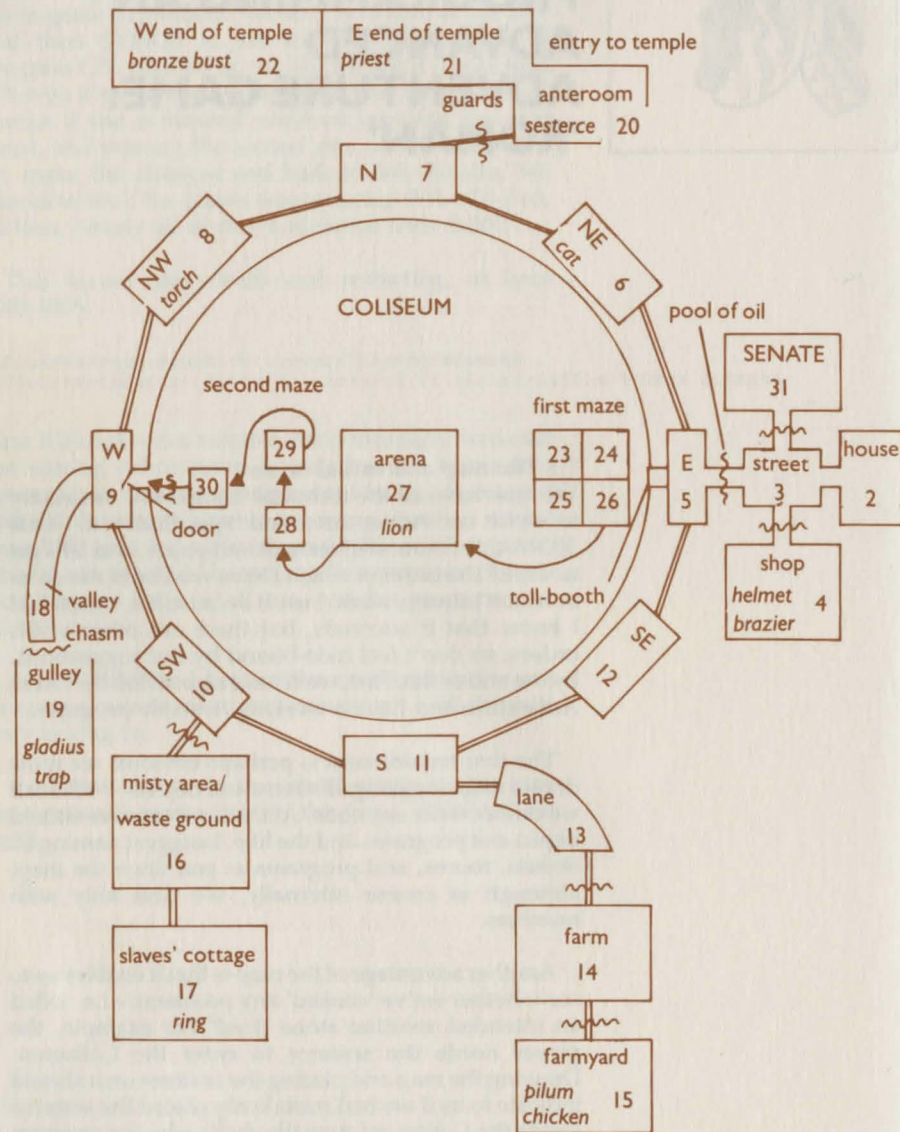 W end of temple
bronze bust 22
E end of temple
priest 21
entry to temple
guards
anteroom
sesterce 20
N 7
NW 8
torch
NE
cat 6
COLISEUM
pool of oil
SENATE
31
second maze
first maze
house
2
W
9
29
30
28
door
arena
27
lion
23 24
25 26
E
5
street
3
toll-booth
shop
helmet
brazier 4
18 valley
chasm
gulley
19
gladius
trap
SW
10
SE
12
S 11
lane
13
misty area/
waste ground
16
farm
14
slaves' cottage
17
ring
farmyard
pilum
chicken 15